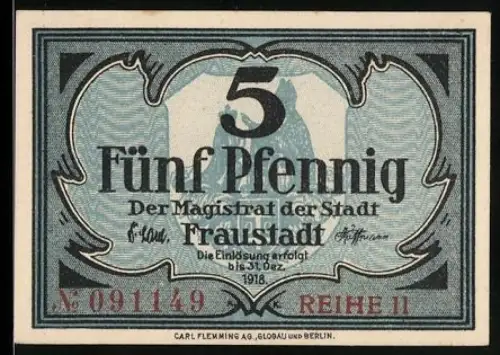 5
Fünf Pfennig
Der Magistrat der Stadt
Fraustadt
Die Einlösung erfolgt
bis 31. Dez.
1918.
№ 091149 A. K. REIHE II
CARL FLEMMING AG., GLOGAU UND BERLIN.